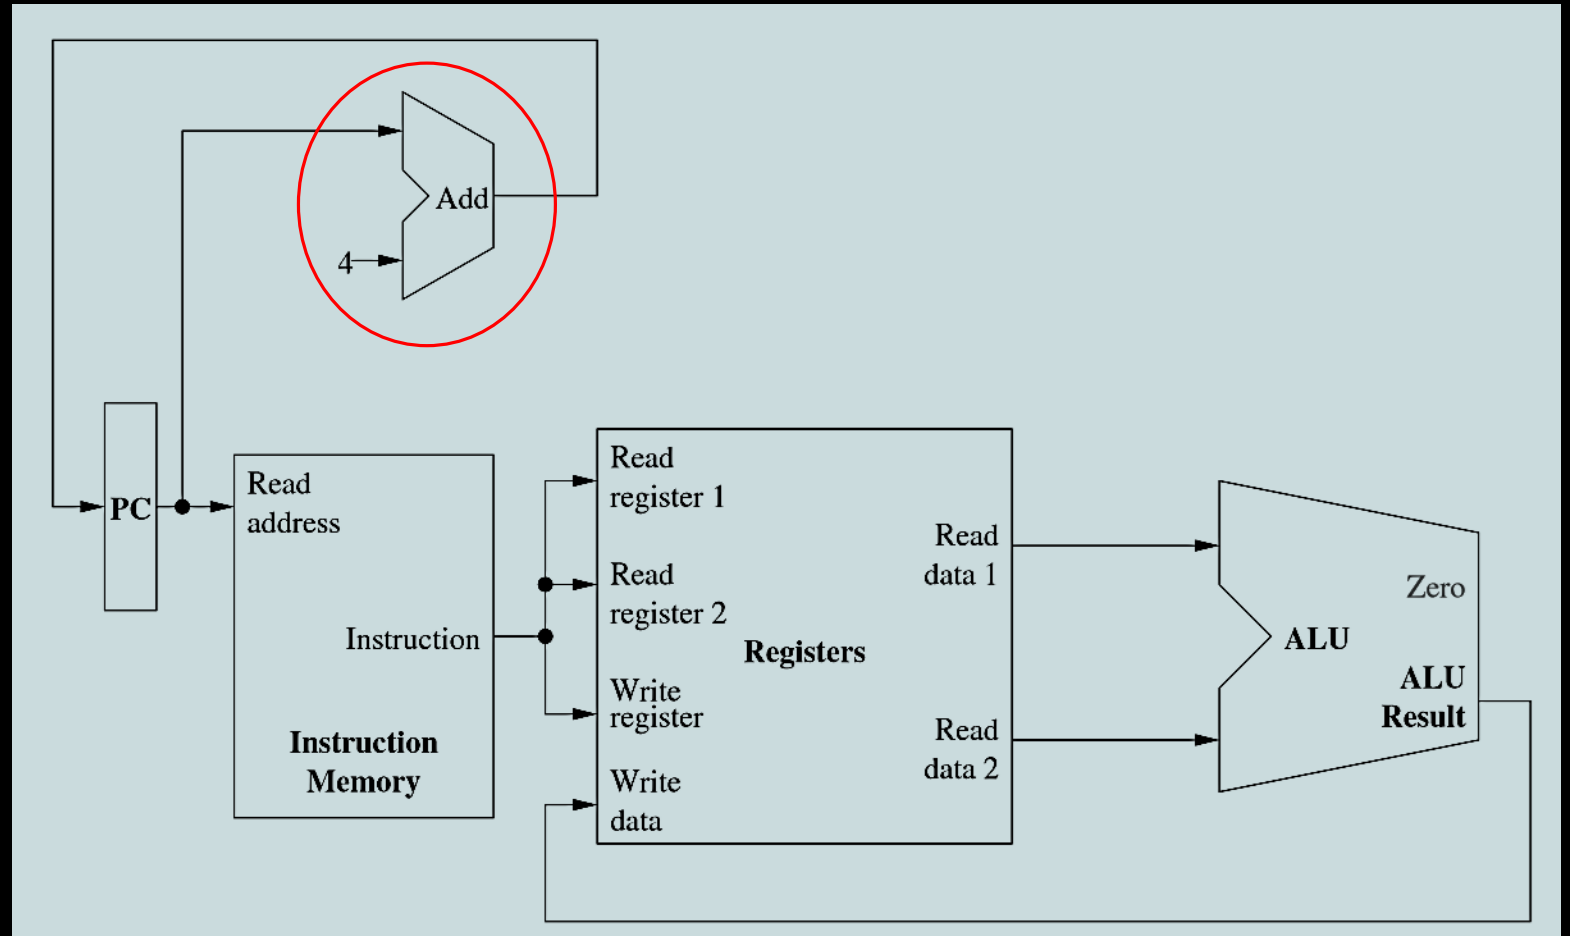 Add
4
PC
Read
address
Instruction
Instruction
Memory
Read
register 1
Read
register 2
Write
register
Write
data
Registers
Read
data 1
Read
data 2
Zero
ALU
ALU
Result